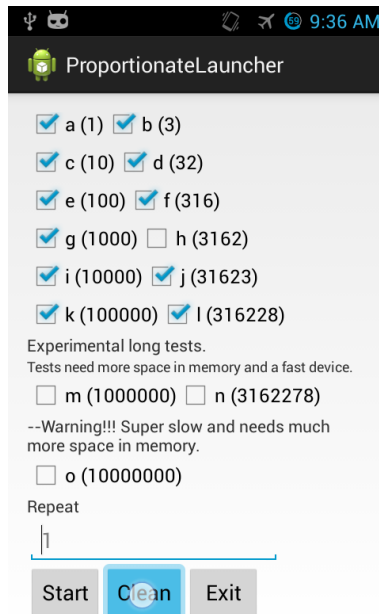 59 9:36 AM
ProportionateLauncher
a (1) b (3)
c (10) d (32)
e (100) f (316)
g (1000) h (3162)
i (10000) j (31623)
k (100000) l (316228)
Experimental long tests.
Tests need more space in memory and a fast device.
m (1000000) n (3162278)
--Warning!!! Super slow and needs much
more space in memory.
o (10000000)
Repeat
1
Start Clean Exit